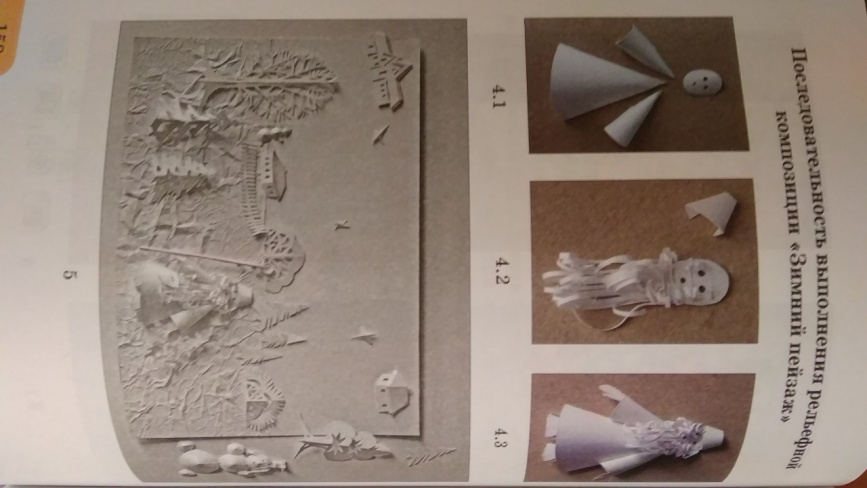 Последовательность выполнения рельефной
композиции «Зимний пейзаж»
4.1
4.2
4.3
5